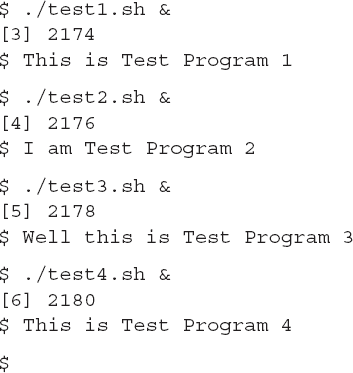 $ ./test1.sh &
[3] 2174
$ This is Test Program 1
$ ./test2.sh &
[4] 2176
$ I am Test Program 2
$ ./test3.sh &
[5] 2178
$ Well this is Test Program 3
$ ./test4.sh &
[6] 2180
$ This is Test Program 4
$